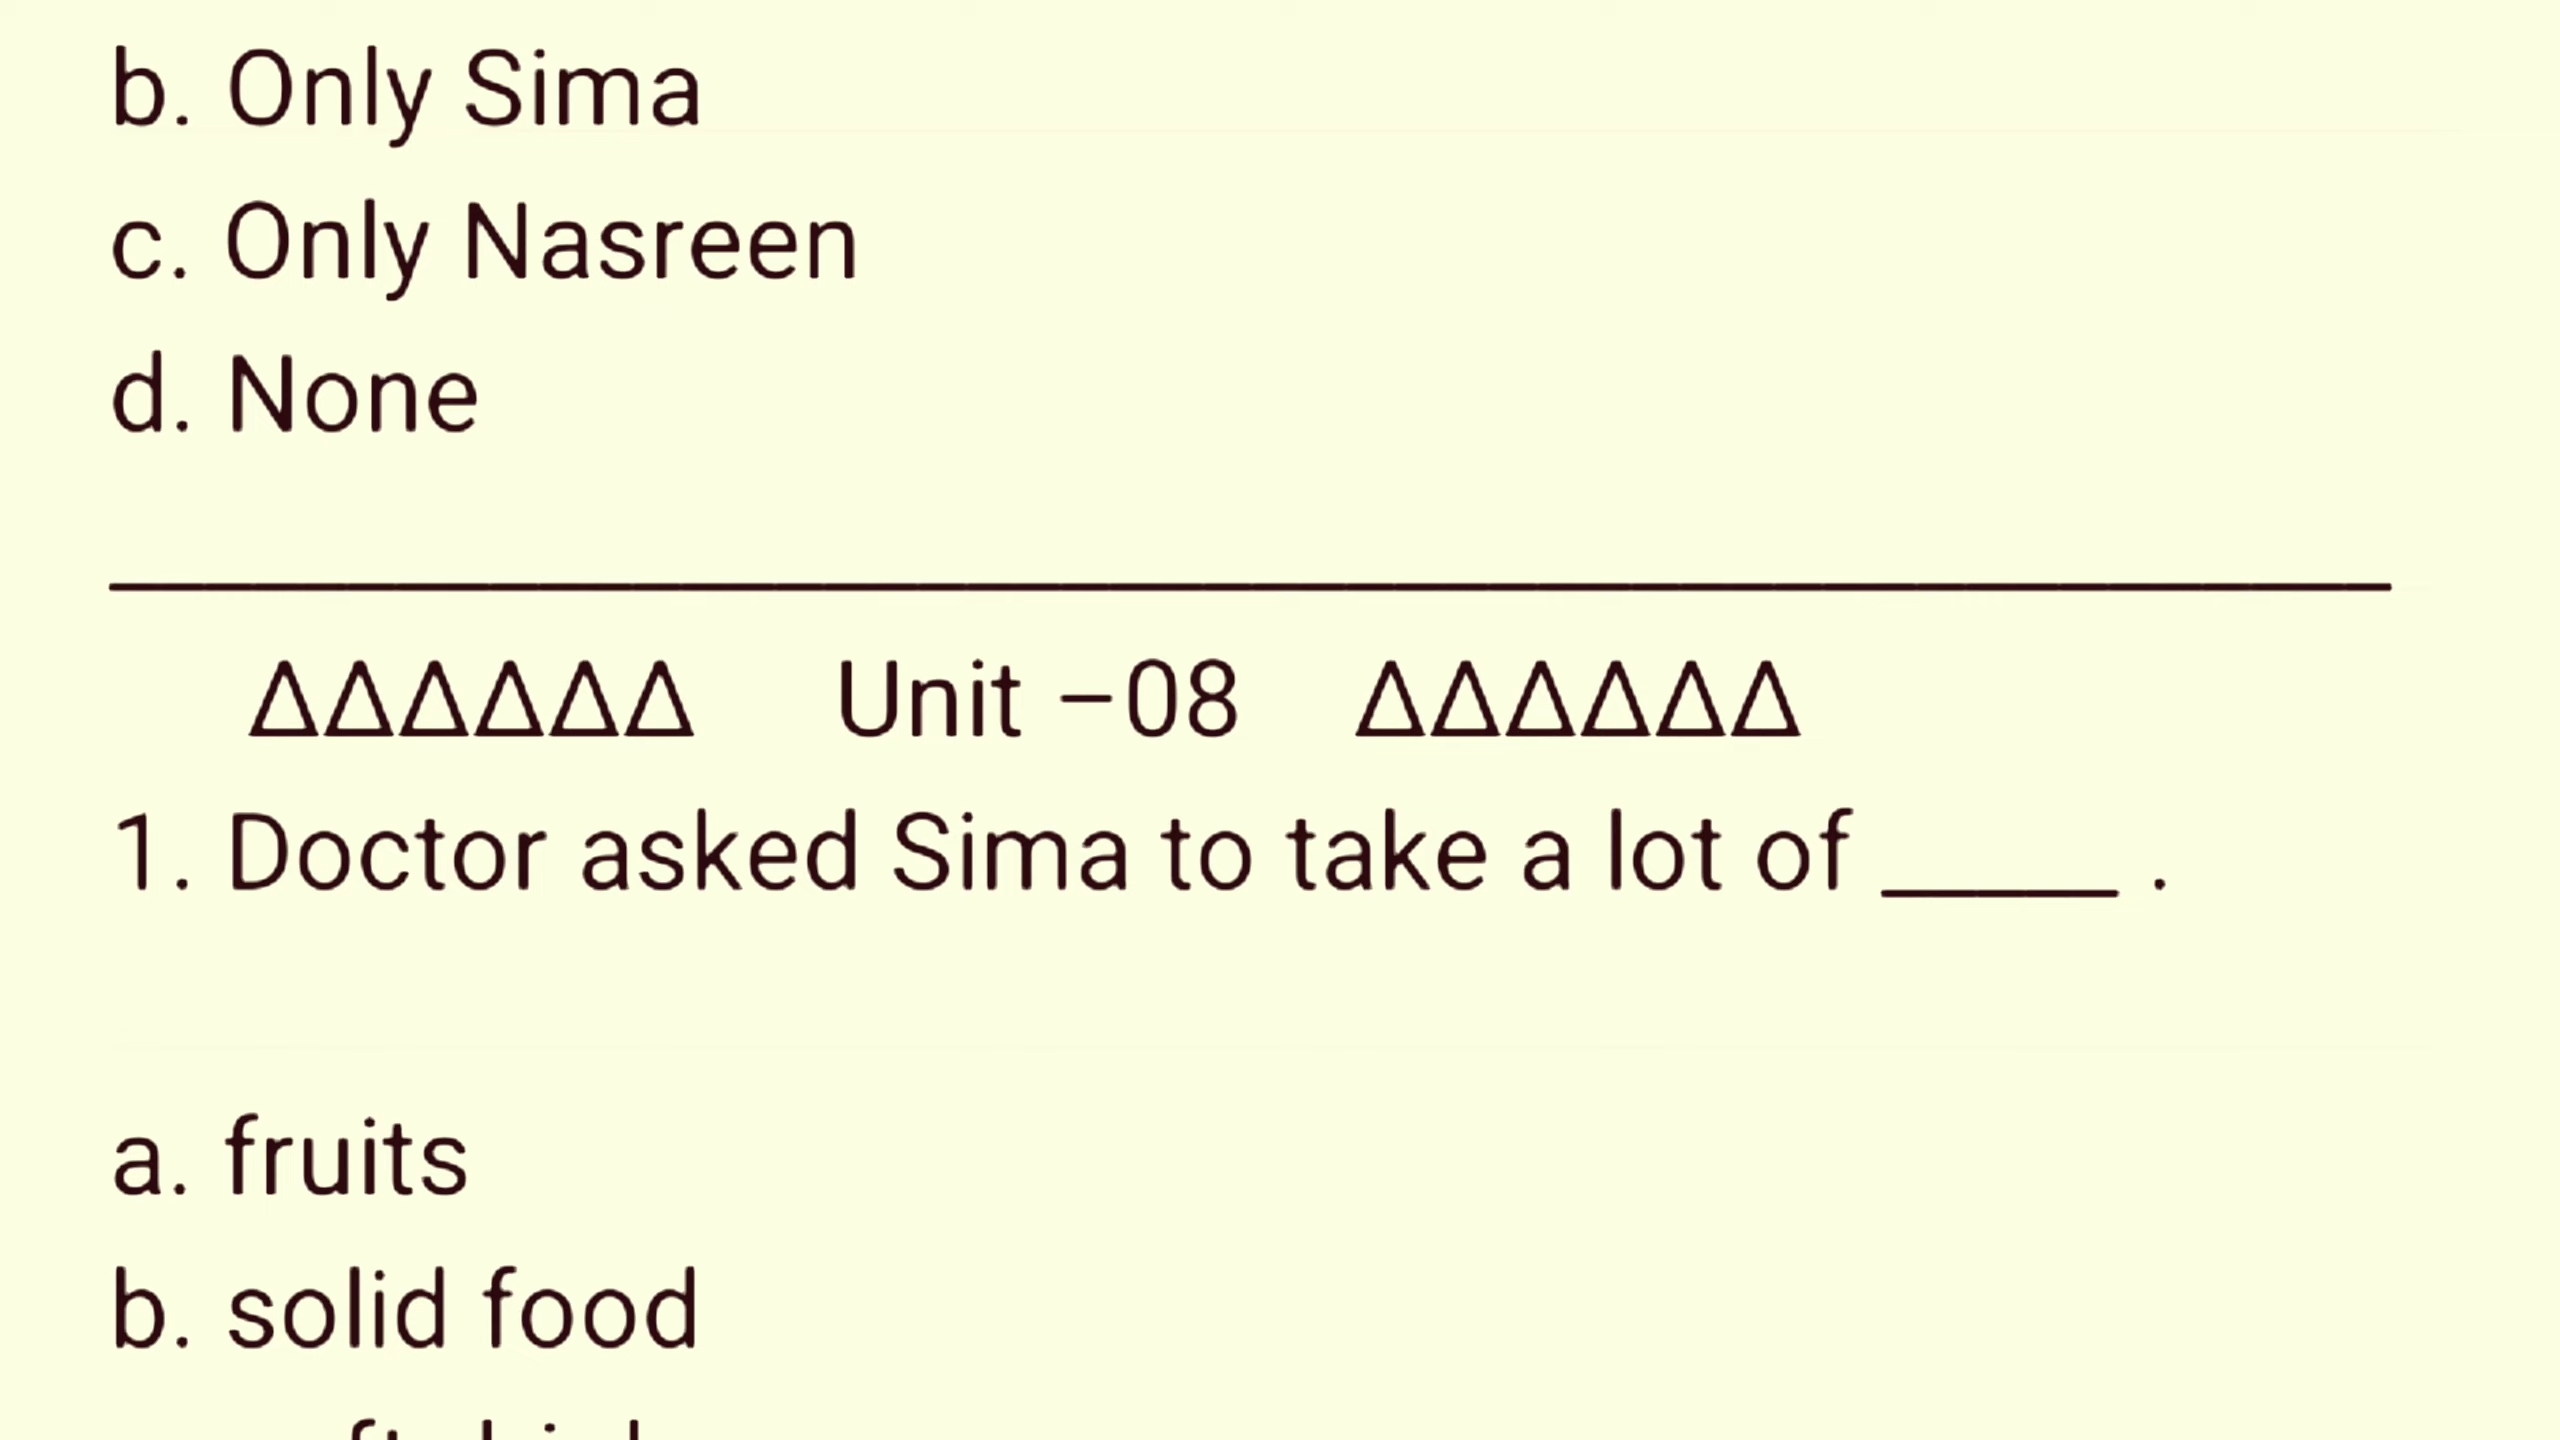 b. Only Sima
c. Only Nasreen
d. None
ΔΔΔΔΔΔ Unit –08 ΔΔΔΔΔΔ
1. Doctor asked Sima to take a lot of _____ .
a. fruits
b. solid food